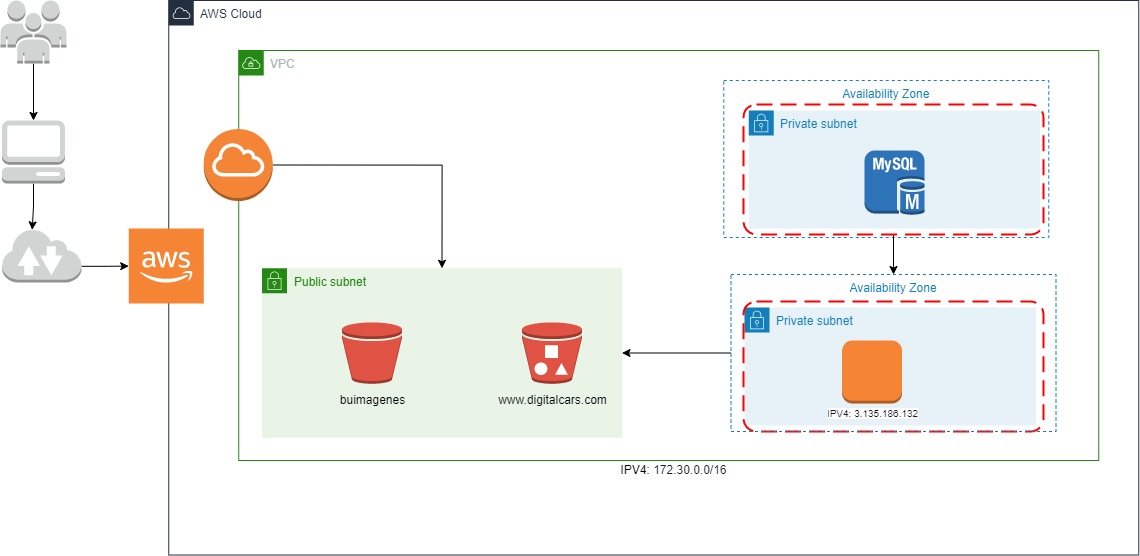 AWS Cloud
VPC
Availability Zone
Private subnet
MySQL
M
aws
Public subnet
buimagenes
www.digitalcars.com
Availability Zone
Private subnet
IPV4: 3.135.186.132
IPV4: 172.30.0.0/16